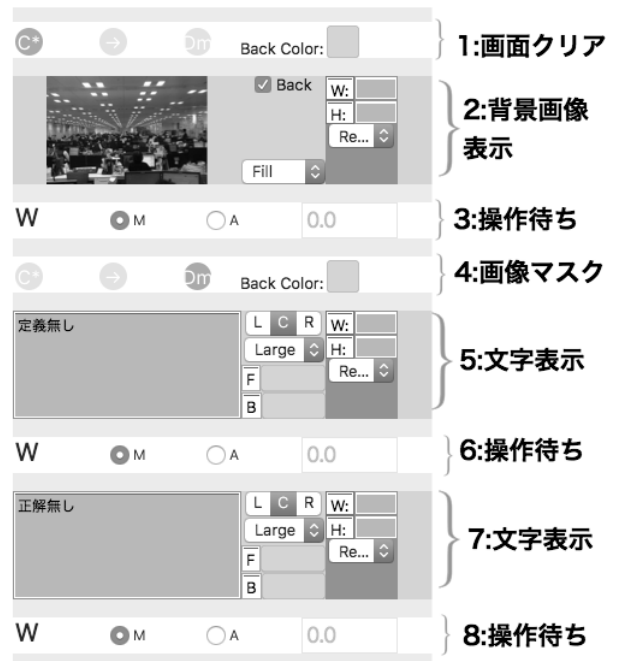 C* → Dm Back Color: 1:画面クリア
Back W:
H:
Re...
Fill
2:背景画像
表示
W M A 0.0 3:操作待ち
C* → Dm Back Color: 4:画像マスク
定義無し L C R W:
Large H:
Re...
F
B
5:文字表示
W M A 0.0 6:操作待ち
正解無し L C R W:
Large H:
Re...
F
B
7:文字表示
W M A 0.0 8:操作待ち